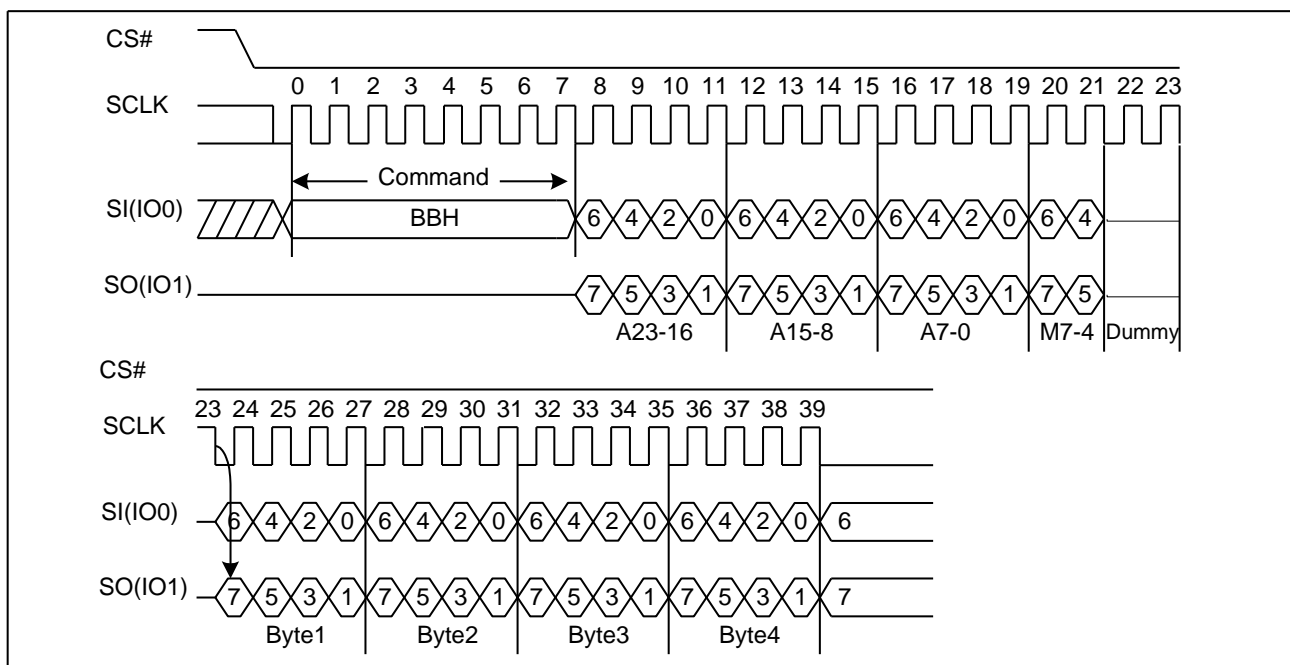 CS#
0 1 2 3 4 5 6 7 8 9 10 11 12 13 14 15 16 17 18 19 20 21 22 23
SCLK
Command
SI(IO0) BBH 6 4 2 0 6 4 2 0 6 4 2 0 6 4
SO(IO1) 7 5 3 1 7 5 3 1 7 5 3 1 7 5
A23-16 A15-8 A7-0 M7-4 Dummy
CS#
23 24 25 26 27 28 29 30 31 32 33 34 35 36 37 38 39
SCLK
SI(IO0) 6 4 2 0 6 4 2 0 6 4 2 0 6 4 2 0 6
SO(IO1) 7 5 3 1 7 5 3 1 7 5 3 1 7 5 3 1 7
Byte1 Byte2 Byte3 Byte4